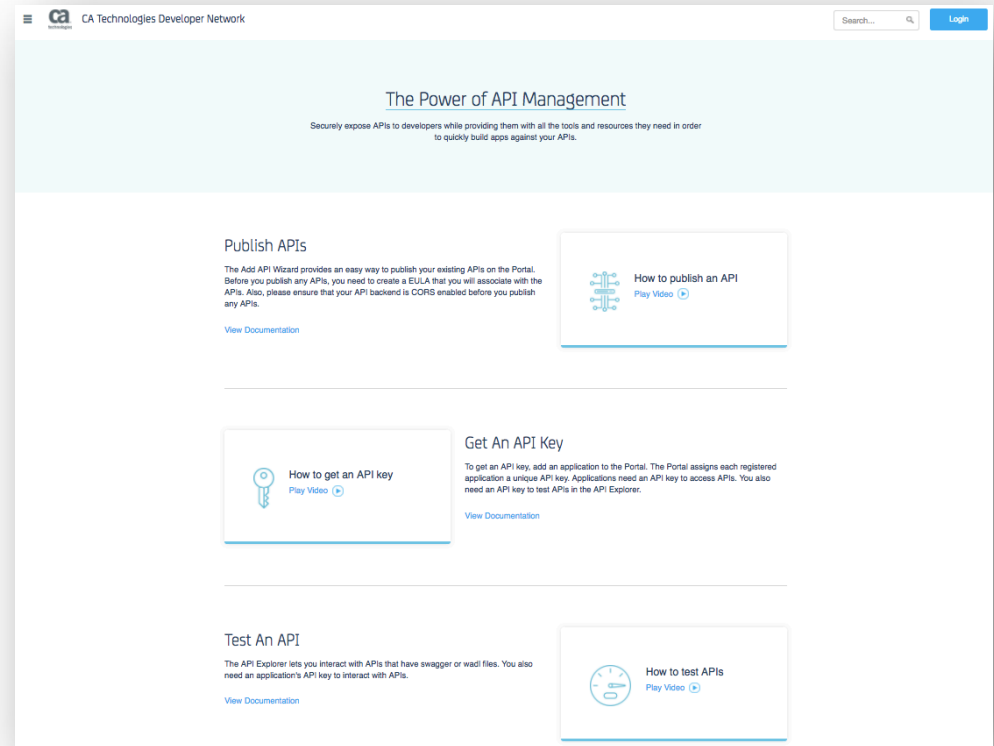 ca
technologies
CA Technologies Developer Network
Search...
Login
The Power of API Management
Securely expose APIs to developers while providing them with all the tools and resources they need in order
to quickly build apps against your APIs.
Publish APIs
The Add API Wizard provides an easy way to publish your existing APIs on the Portal.
Before you publish any APIs, you need to create a EULA that you will associate with the
APIs. Also, please ensure that your API backend is CORS enabled before you publish
any APIs.
View Documentation
How to publish an API
Play Video
How to get an API key
Play Video
Get An API Key
To get an API key, add an application to the Portal. The Portal assigns each registered
application a unique API key. Applications need an API key to access APIs. You also
need an API key to test APIs in the API Explorer.
View Documentation
Test An API
The API Explorer lets you interact with APIs that have swagger or wadl files. You also
need an application's API key to interact with APIs.
View Documentation
How to test APIs
Play Video